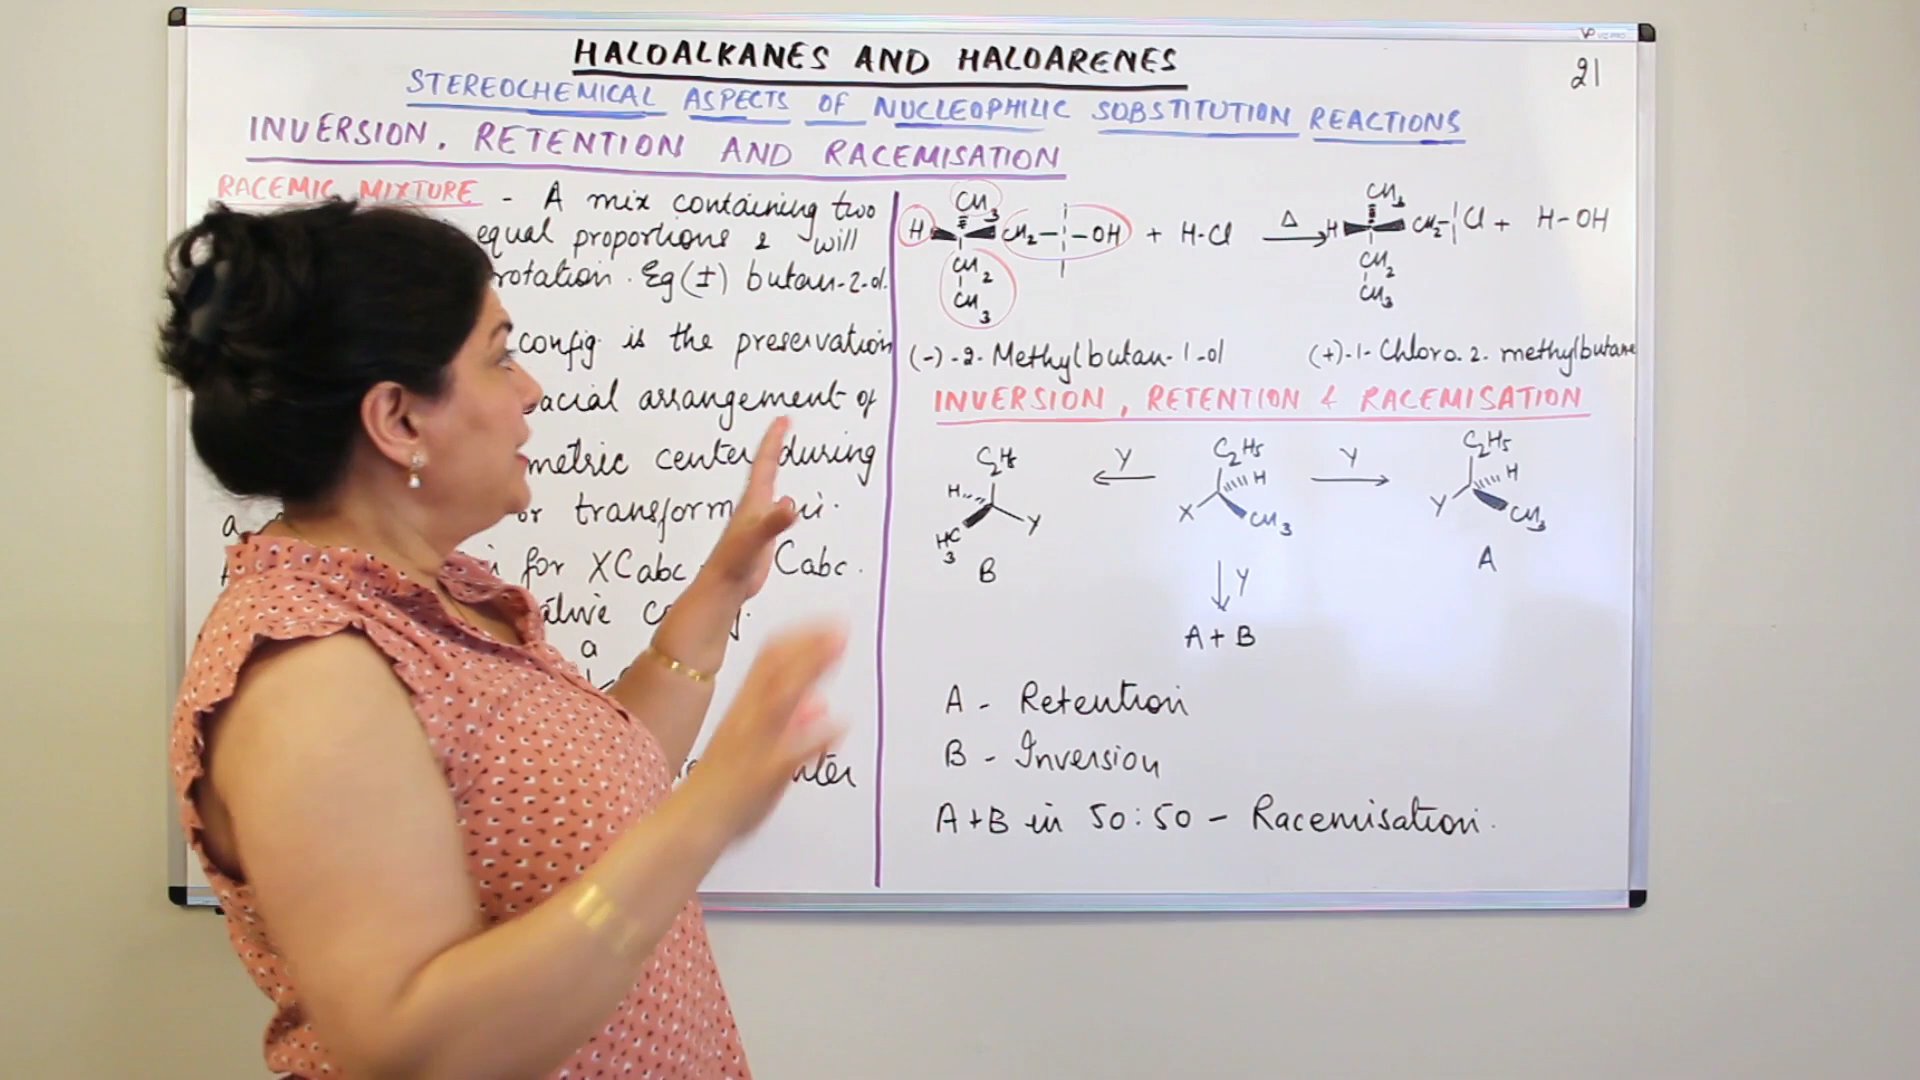 HALOALKANES AND HALOARENES
21
STEREOCHEMICAL ASPECTS OF NUCLEOPHILIC SUBSTITUTION REACTIONS
INVERSION, RETENTION AND RACEMISATION
RACEMIC MIXTURE - A mix containing two
equal proportions & will
rotation. Eg (±) butan-2-ol.
config. is the preservation
acial arrangement of
metric center during
or transform
for XCabc Cabc.
ative
a
CH3
H CH2-|-OH + H-Cl Δ
CH2
CH3
CH3
H CH2-|Cl + H-OH
CH2
CH3
(-)-2-Methylbutan-1-ol
(+)-1-Chloro-2-methylbutane
INVERSION, RETENTION & RACEMISATION
C2H5
H
H3C
Y
B
Y
C2H5
H
X
CH3
Y
C2H5
H
Y
CH3
A
Y
A + B
A - Retention
B - Inversion
A+B in 50:50 - Racemisation.